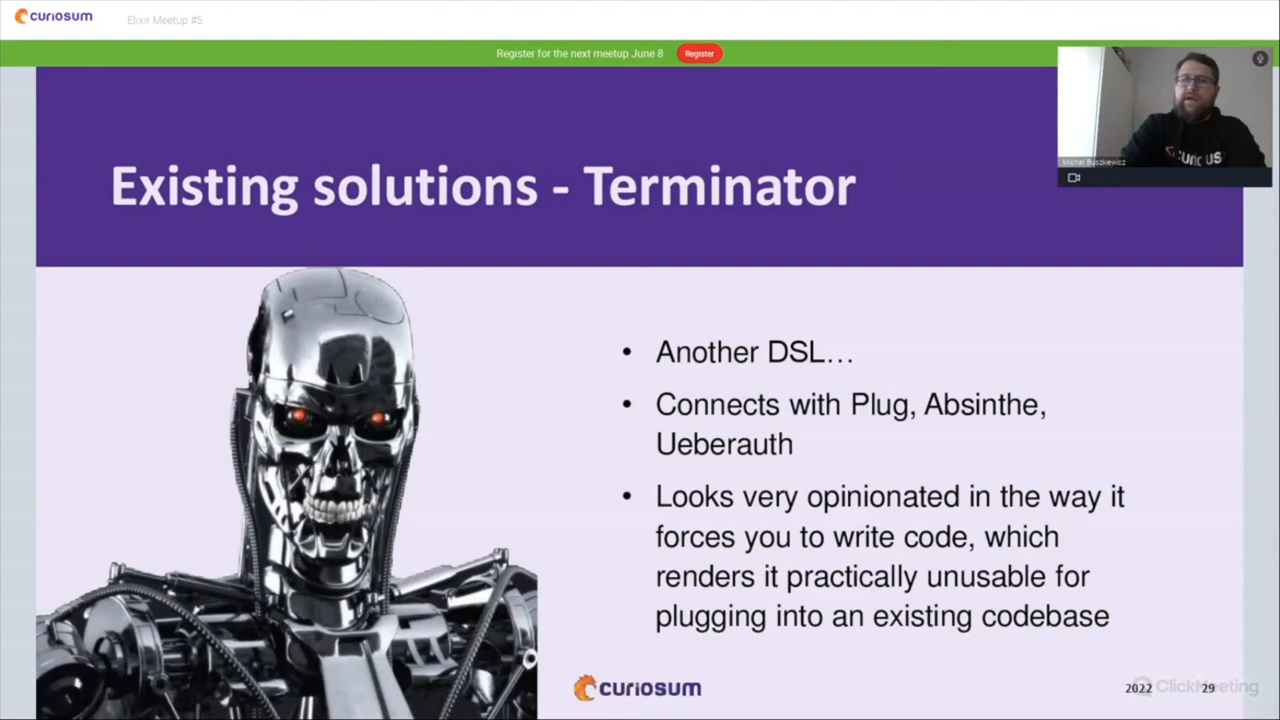 curiosum
Elixir Meetup #5
Register for the next meetup June 8
Register
Michał Buszkiewicz
Existing solutions - Terminator
• Another DSL…
• Connects with Plug, Absinthe,
Ueberauth
• Looks very opinionated in the way it
forces you to write code, which
renders it practically unusable for
plugging into an existing codebase
curiosum
2022
29
ClickMeeting